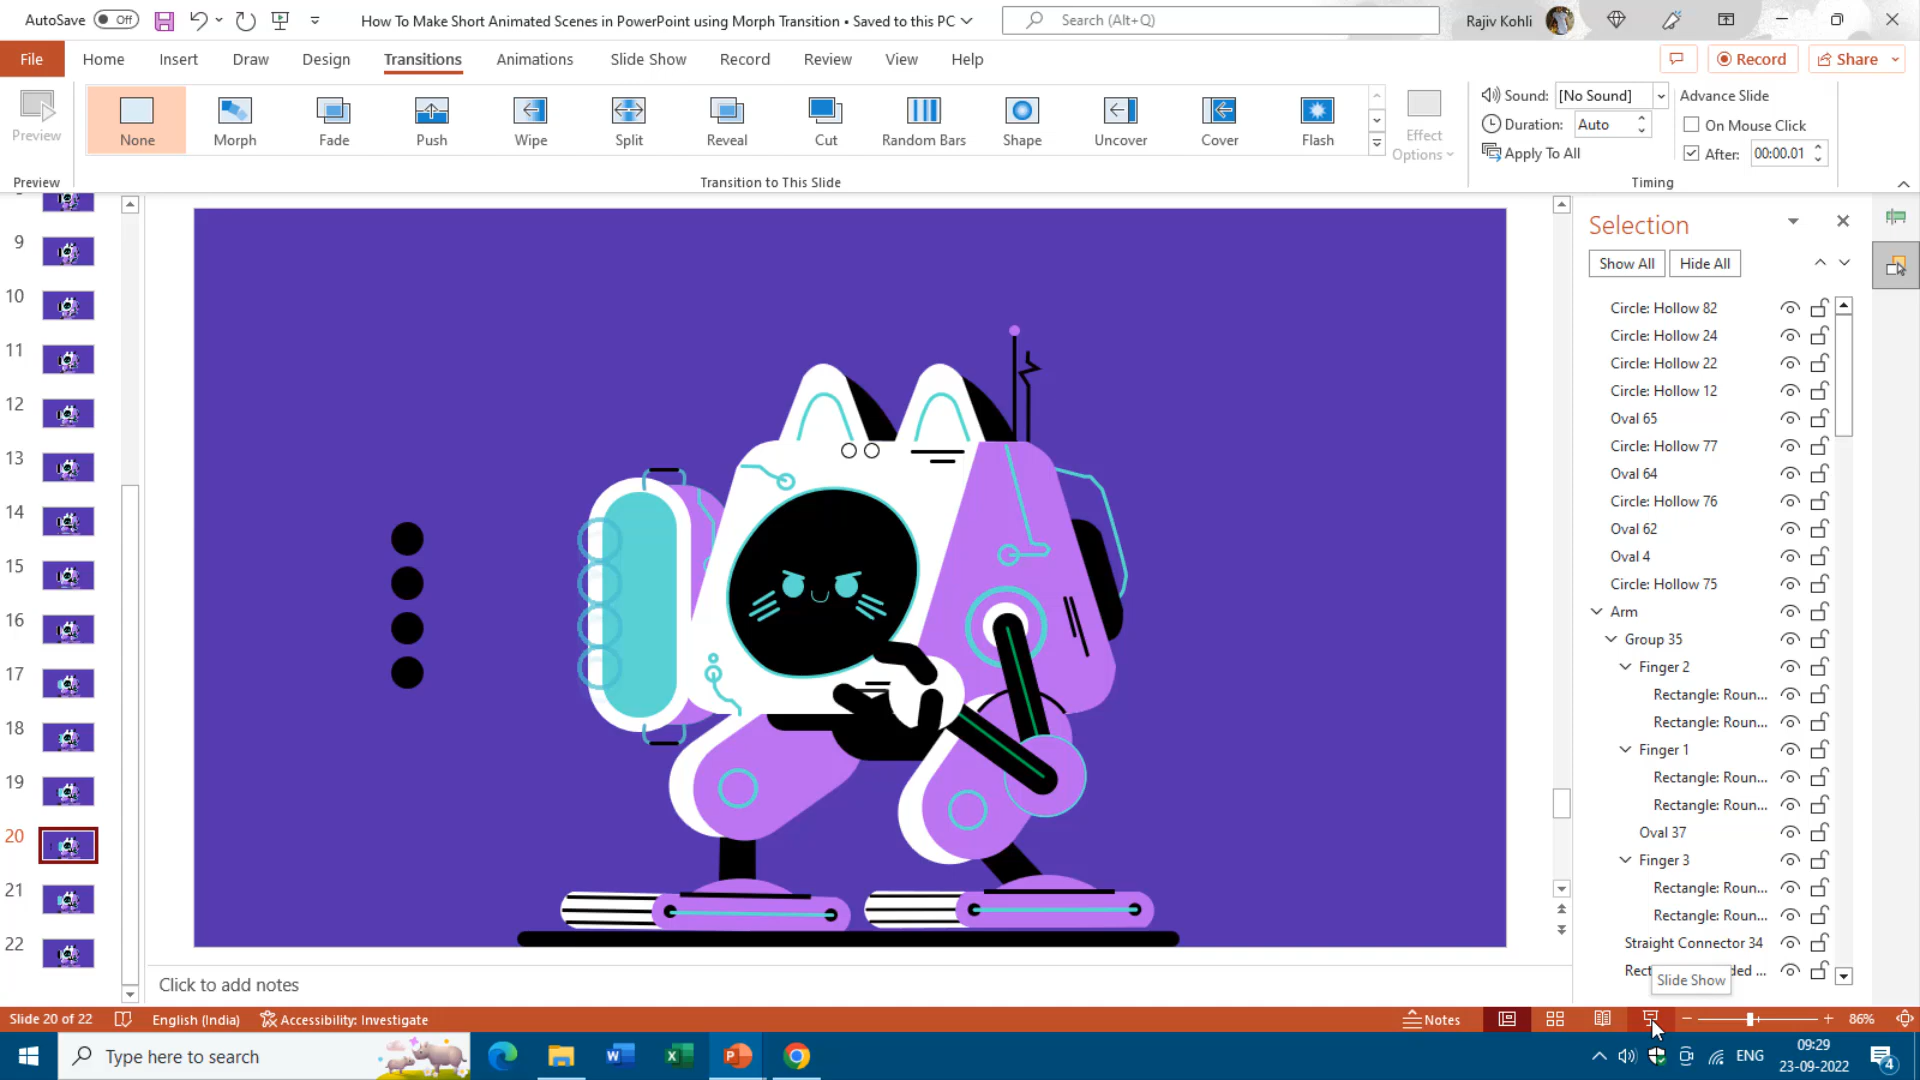 AutoSave Off
How To Make Short Animated Scenes in PowerPoint using Morph Transition • Saved to this PC
Search (Alt+Q)
Rajiv Kohli
File Home Insert Draw Design Transitions Animations Slide Show Record Review View Help
Record Share
Preview
None Morph Fade Push Wipe Split Reveal Cut Random Bars Shape Uncover Cover Flash
Effect Options
Sound: [No Sound]
Duration: Auto
Apply To All
Advance Slide
On Mouse Click
After: 00:00.01
Preview
Transition to This Slide
Timing
9
10
11
12
13
14
15
16
17
18
19
20
21
22
Selection
Show All Hide All
Circle: Hollow 82
Circle: Hollow 24
Circle: Hollow 22
Circle: Hollow 12
Oval 65
Circle: Hollow 77
Oval 64
Circle: Hollow 76
Oval 62
Oval 4
Circle: Hollow 75
Arm
Group 35
Finger 2
Rectangle: Roun...
Rectangle: Roun...
Finger 1
Rectangle: Roun...
Rectangle: Roun...
Oval 37
Finger 3
Rectangle: Roun...
Rectangle: Roun...
Straight Connector 34
Slide Show
Click to add notes
Slide 20 of 22 English (India) Accessibility: Investigate Notes 86%
Type here to search
ENG
09:29
23-09-2022
4